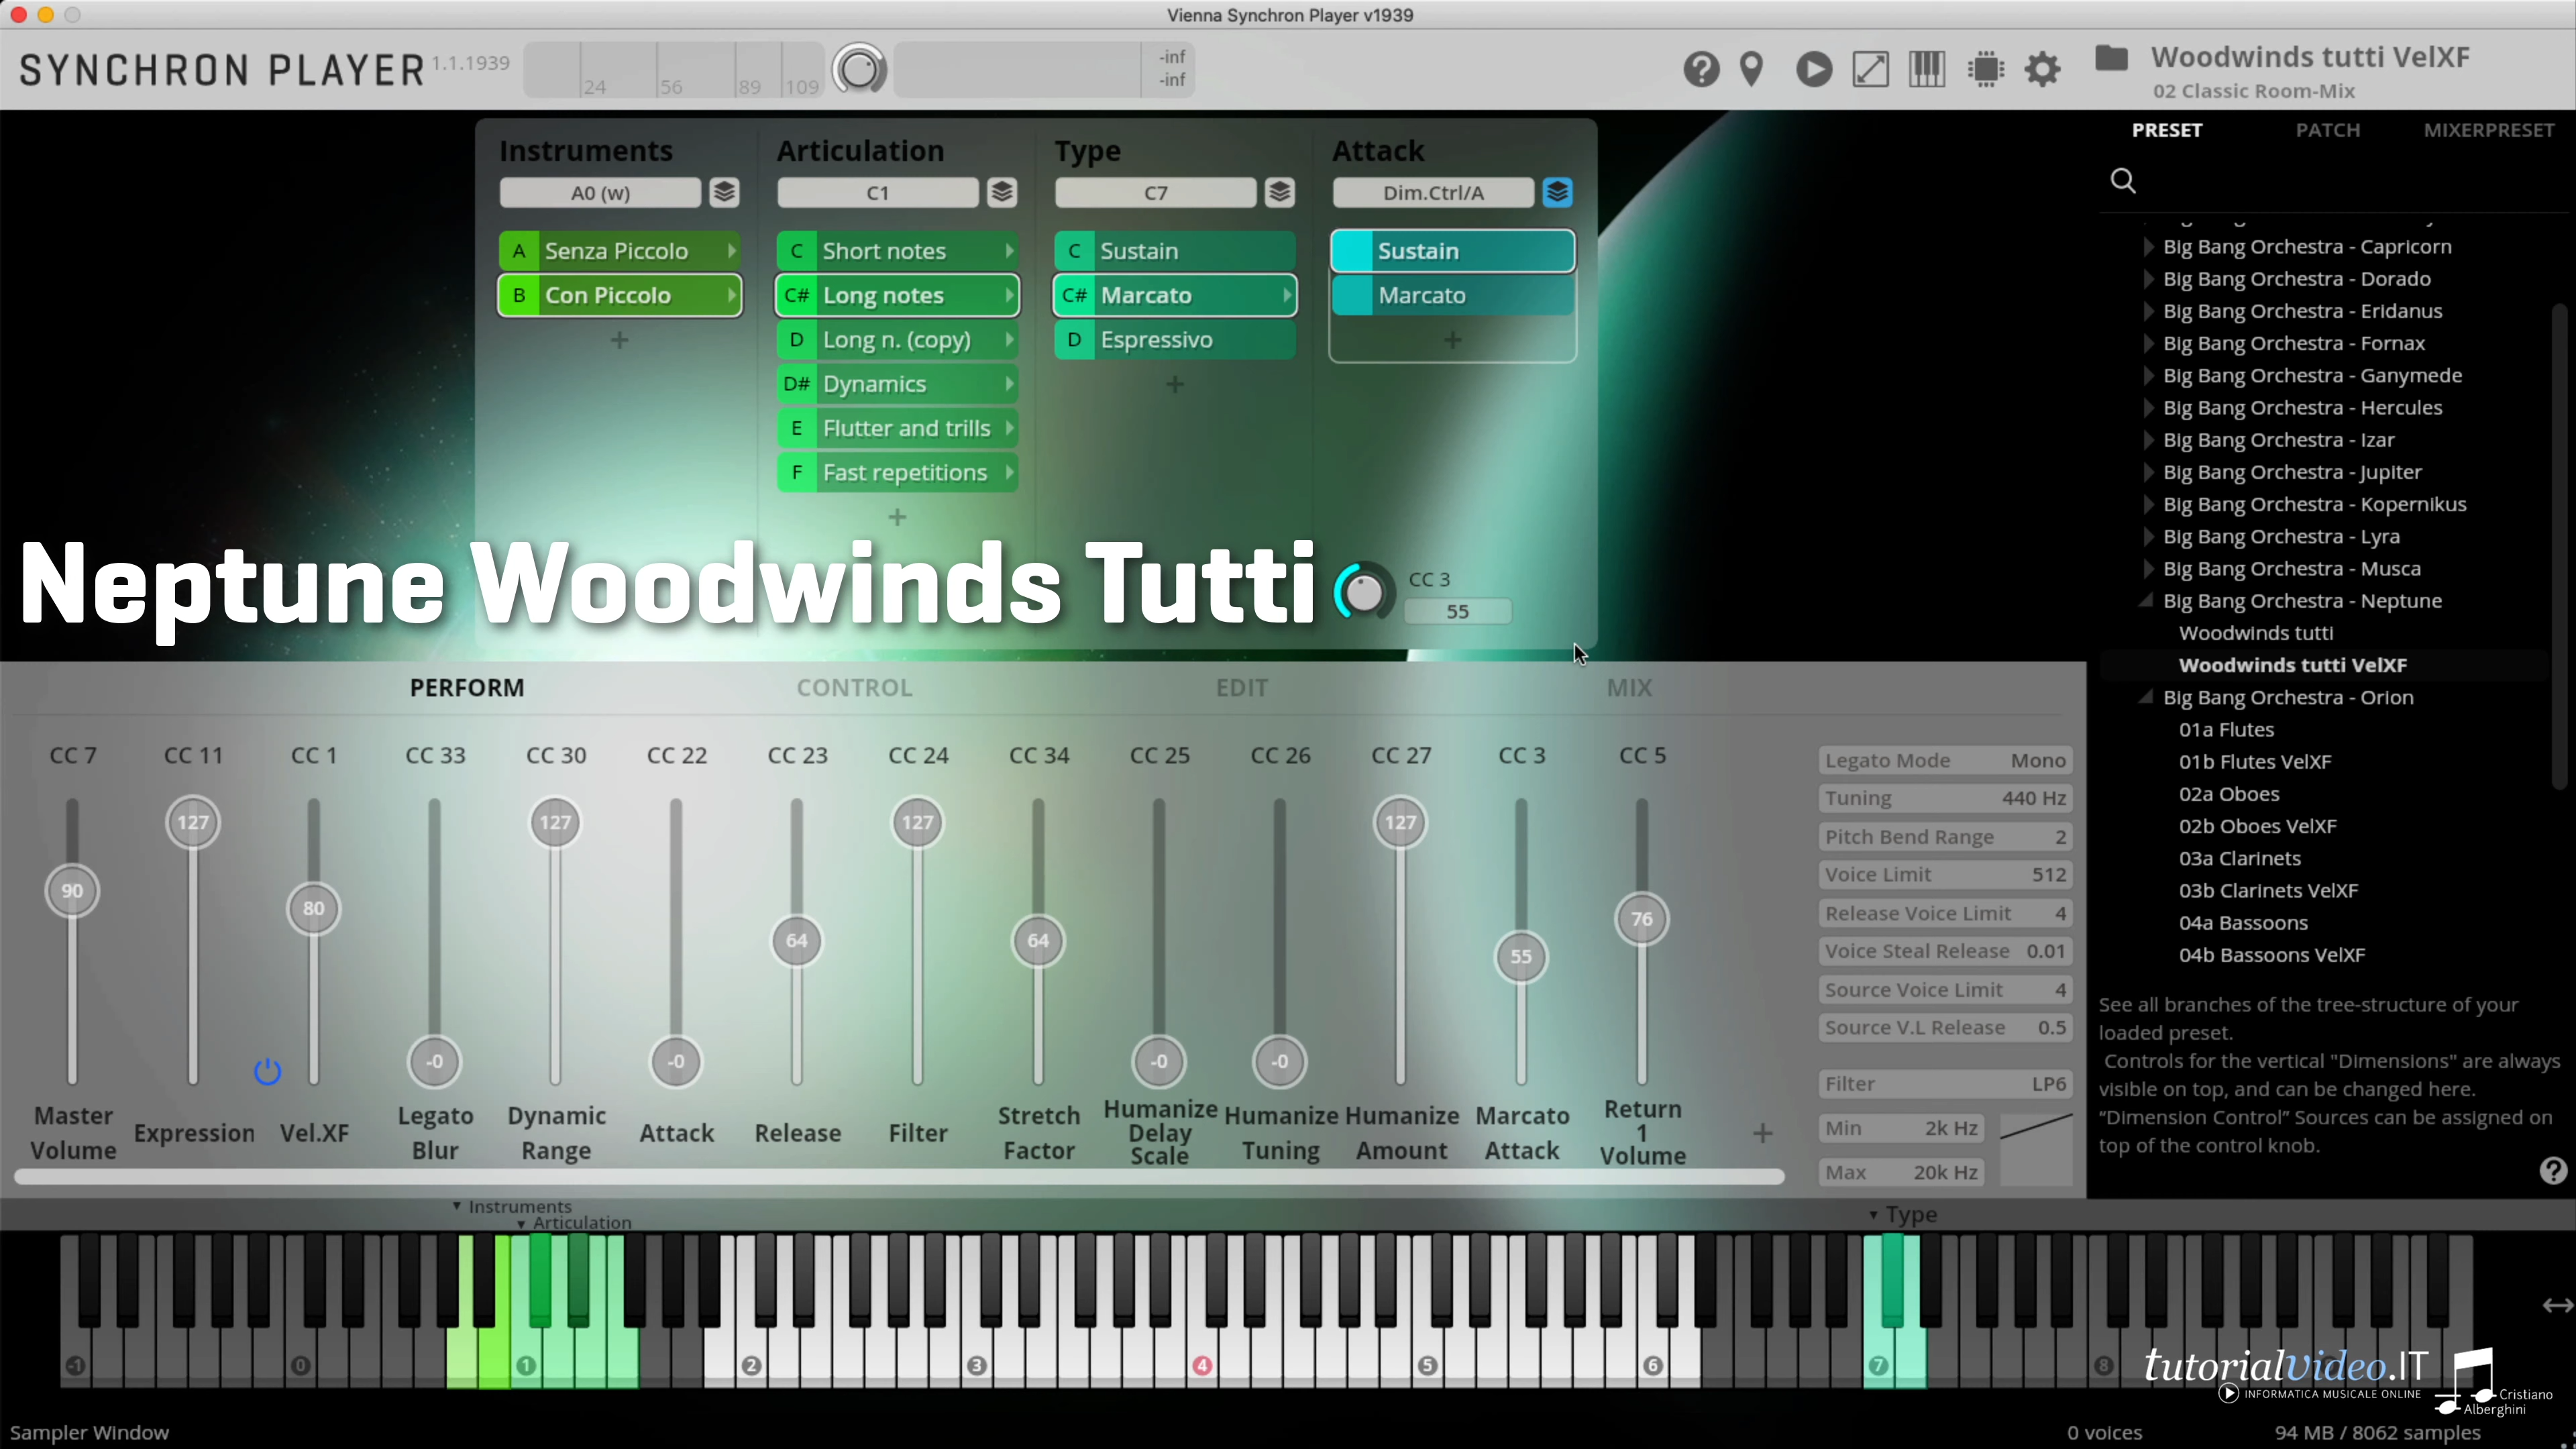 Vienna Synchron Player v1939
SYNCHRON PLAYER 1.1.1939
24 56 89 109
-inf
-inf
Woodwinds tutti VelXF
02 Classic Room-Mix
PRESET PATCH MIXERPRESET
Instruments Articulation Type Attack
A0 (w) C1 C7 Dim.Ctrl/A
A Senza Piccolo C Short notes C Sustain Sustain
B Con Piccolo C# Long notes C# Marcato Marcato
+ D Long n. (copy) D Espressivo +
D# Dynamics +
E Flutter and trills
F Fast repetitions
+
Neptune Woodwinds Tutti
CC 3
55
Big Bang Orchestra - Capricorn
Big Bang Orchestra - Dorado
Big Bang Orchestra - Eridanus
Big Bang Orchestra - Fornax
Big Bang Orchestra - Ganymede
Big Bang Orchestra - Hercules
Big Bang Orchestra - Izar
Big Bang Orchestra - Jupiter
Big Bang Orchestra - Kopernikus
Big Bang Orchestra - Lyra
Big Bang Orchestra - Musca
Big Bang Orchestra - Neptune
Woodwinds tutti
Woodwinds tutti VelXF
Big Bang Orchestra - Orion
01a Flutes
01b Flutes VelXF
02a Oboes
02b Oboes VelXF
03a Clarinets
03b Clarinets VelXF
04a Bassoons
04b Bassoons VelXF
See all branches of the tree-structure of your
loaded preset.
Controls for the vertical "Dimensions" are always
visible on top, and can be changed here.
“Dimension Control” Sources can be assigned on
top of the control knob.
PERFORM CONTROL EDIT MIX
CC 7 CC 11 CC 1 CC 33 CC 30 CC 22 CC 23 CC 24 CC 34 CC 25 CC 26 CC 27 CC 3 CC 5
90 127 80 -0 127 -0 64 127 64 -0 -0 127 55 76
Master Volume
Expression
Vel.XF
Legato Blur
Dynamic Range
Attack
Release
Filter
Stretch Factor
Humanize Delay Scale
Humanize Tuning
Humanize Amount
Marcato Attack
Return 1 Volume
+
Legato Mode Mono
Tuning 440 Hz
Pitch Bend Range 2
Voice Limit 512
Release Voice Limit 4
Voice Steal Release 0.01
Source Voice Limit 4
Source V.L Release 0.5
Filter LP6
Min 2k Hz
Max 20k Hz
Instruments
Articulation
Type
-1 0 1 2 3 4 5 6 7 8
tutorialvideo.IT
INFORMATICA MUSICALE ONLINE
Cristiano
Alberghini
Sampler Window
0 voices 94 MB / 8062 samples